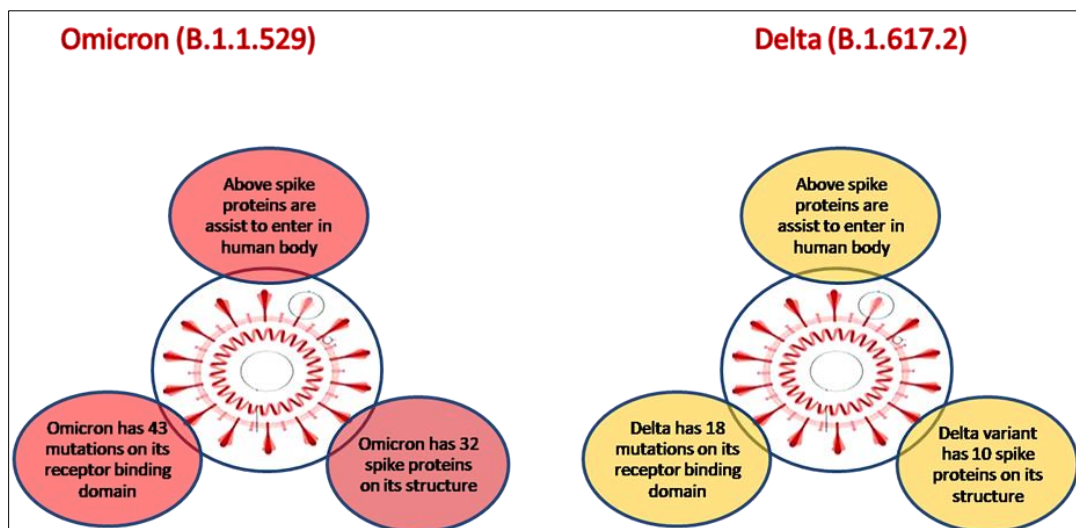 Omicron (B.1.1.529)
Delta (B.1.617.2)
Above spike
proteins are
assist to enter in
human body
Omicron has 43
mutations on its
receptor binding
domain
Omicron has 32
spike proteins
on its structure
Above spike
proteins are
assist to enter in
human body
Delta has 18
mutations on its
receptor binding
domain
Delta variant
has 10 spike
proteins on its
structure